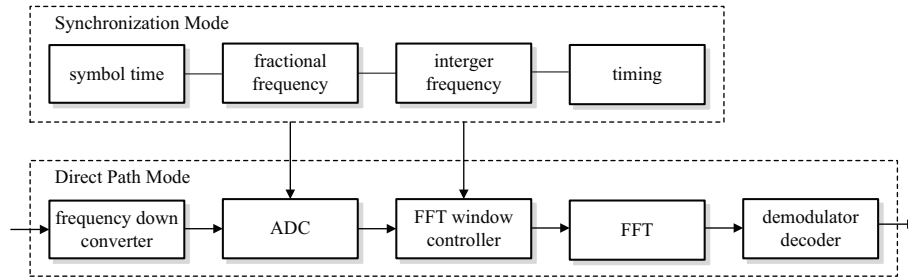 Synchronization Mode
symbol time
fractional
frequency
interger
frequency
timing
Direct Path Mode
frequency down
converter
ADC
FFT window
controller
FFT
demodulator
decoder